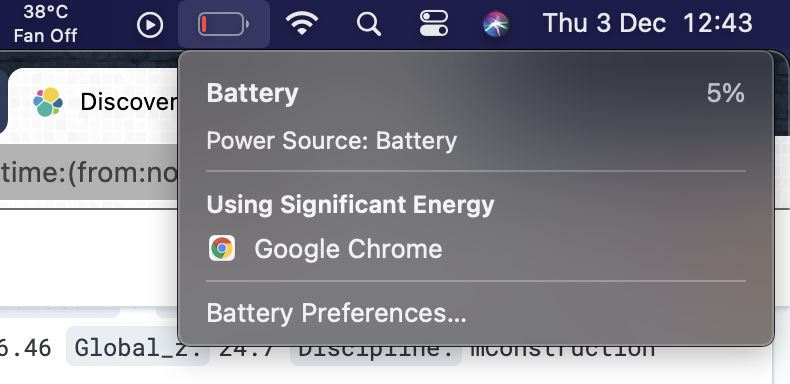 38°C
Fan Off
Thu 3 Dec 12:43
Discover
Battery 5%
Power Source: Battery
time:(from:no
Using Significant Energy
Google Chrome
Battery Preferences...
6.46 Global_z: 24.7 Discipline: mConstruction